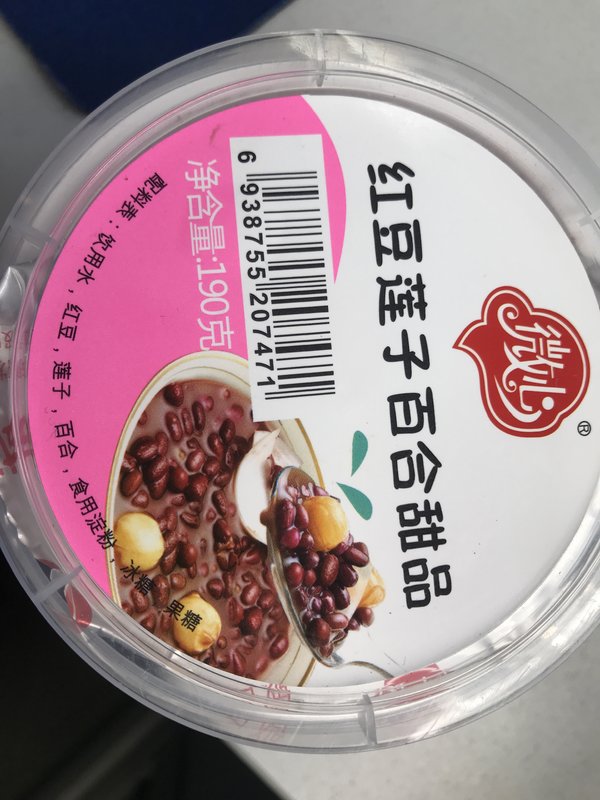 微心
®
红豆莲子百合甜品
6 938755 207471
净含量:190克
配料表：饮用水，红豆，莲子，百合，食用淀粉，冰糖，果糖